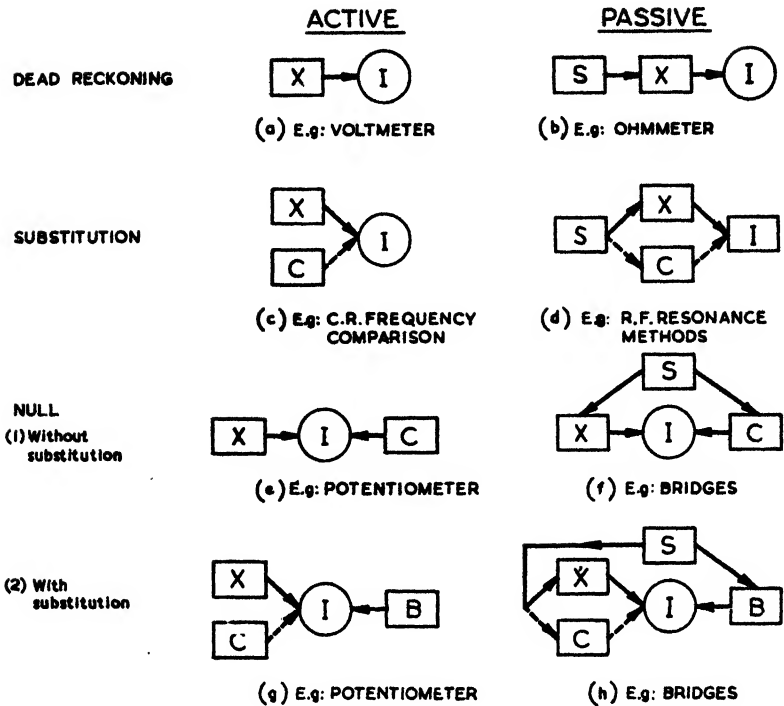 ACTIVE PASSIVE
DEAD RECKONING
X I S X I
(a) E.g: VOLTMETER (b) E.g: OHMMETER
X X
SUBSTITUTION I S I
C C
(c) E.g: C.R. FREQUENCY COMPARISON
(d) E.g: R.F. RESONANCE METHODS
S
NULL
(1) Without substitution
X I C X I C
(e) E.g: POTENTIOMETER (f) E.g: BRIDGES
S
(2) With substitution
X X
I B I B
C C
(g) E.g: POTENTIOMETER (h) E.g: BRIDGES